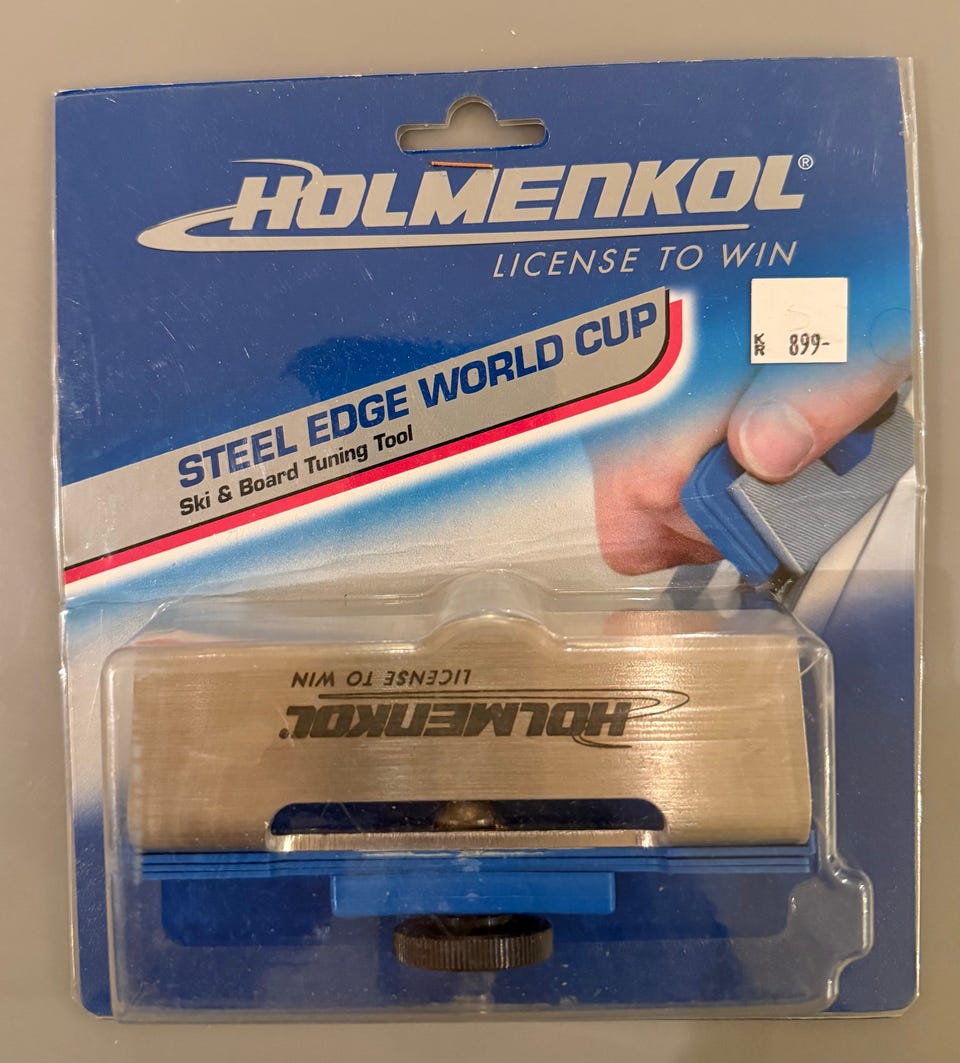 HOLMENKOL®
LICENSE TO WIN
KR 899-
STEEL EDGE WORLD CUP
Ski & Board Tuning Tool
HOLMENKOL®
LICENSE TO WIN